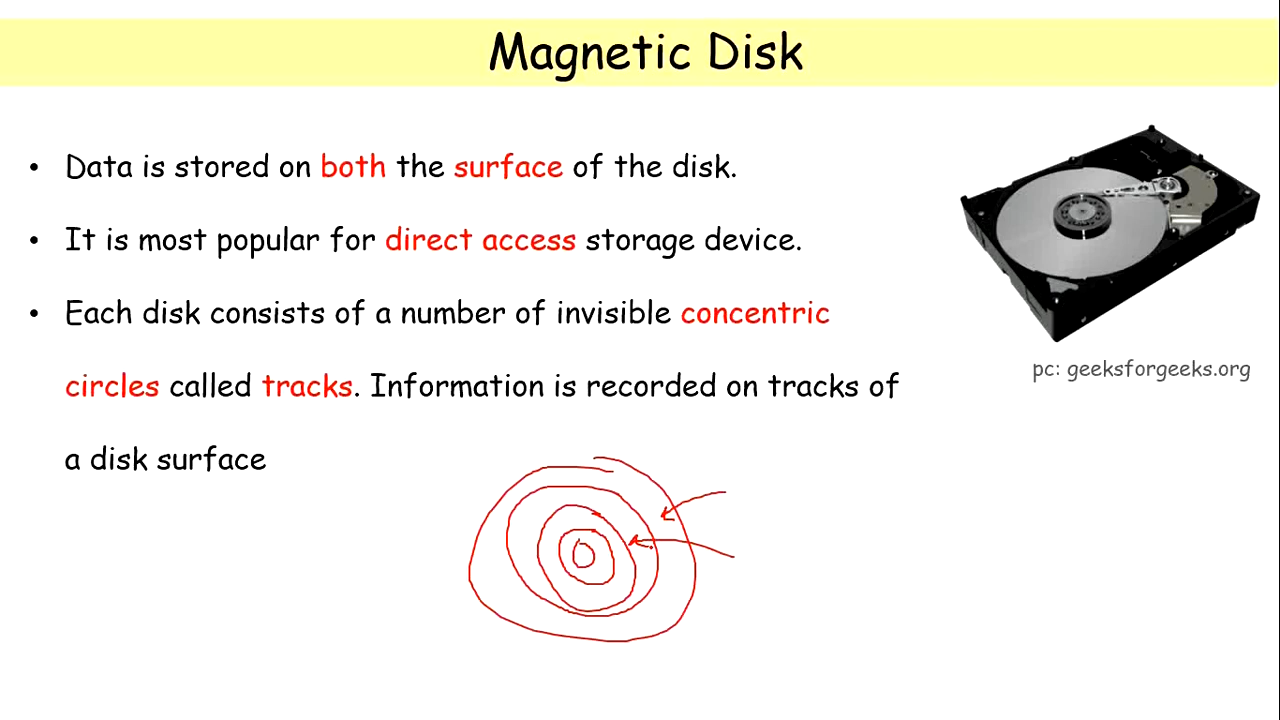 Magnetic Disk
• Data is stored on both the surface of the disk.
• It is most popular for direct access storage device.
• Each disk consists of a number of invisible concentric
circles called tracks. Information is recorded on tracks of
a disk surface
pc: geeksforgeeks.org